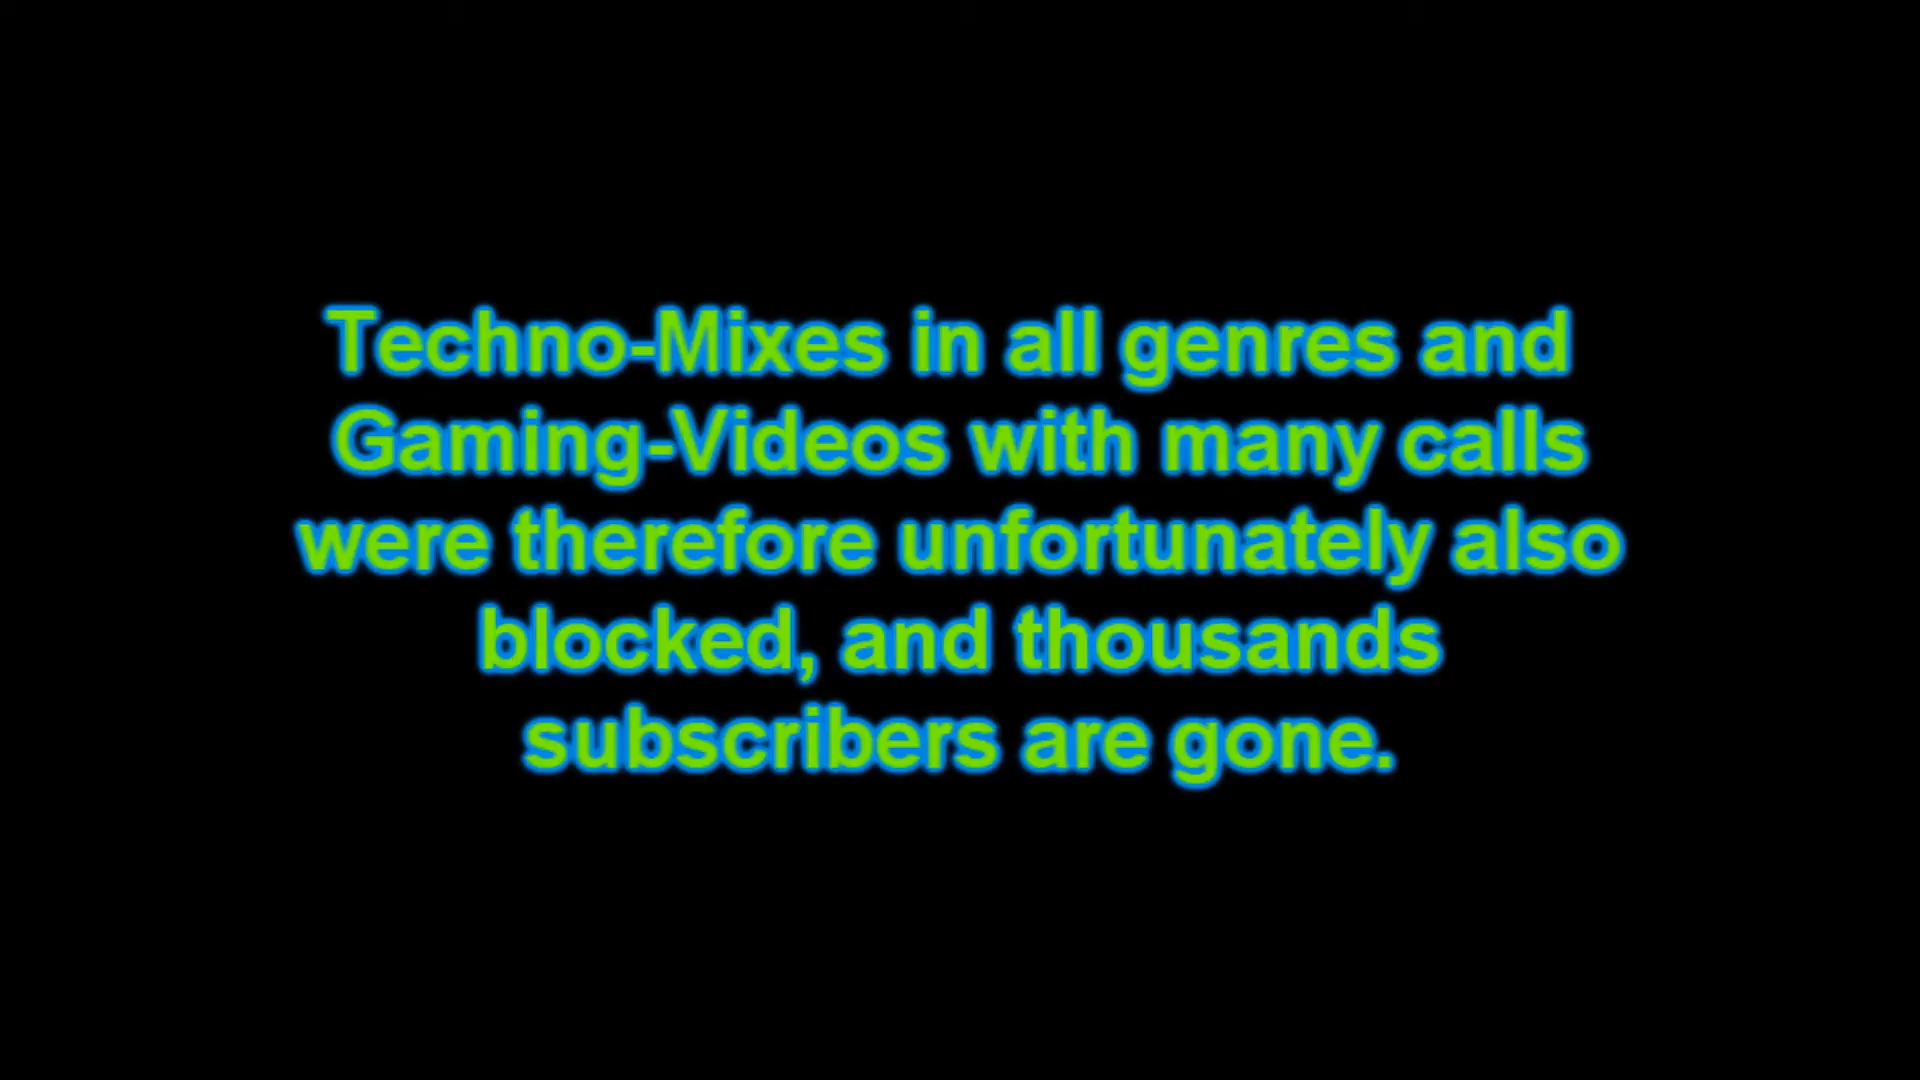 Techno-Mixes in all genres and
Gaming-Videos with many calls
were therefore unfortunately also
blocked, and thousands
subscribers are gone.